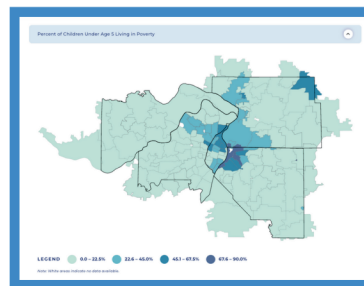 Percent of Children Under Age 5 Living in Poverty
LEGEND 0.0 – 22.5% 22.6 – 45.0% 45.1 – 67.5% 67.6 – 90.0%
Note: White areas indicate no data available.